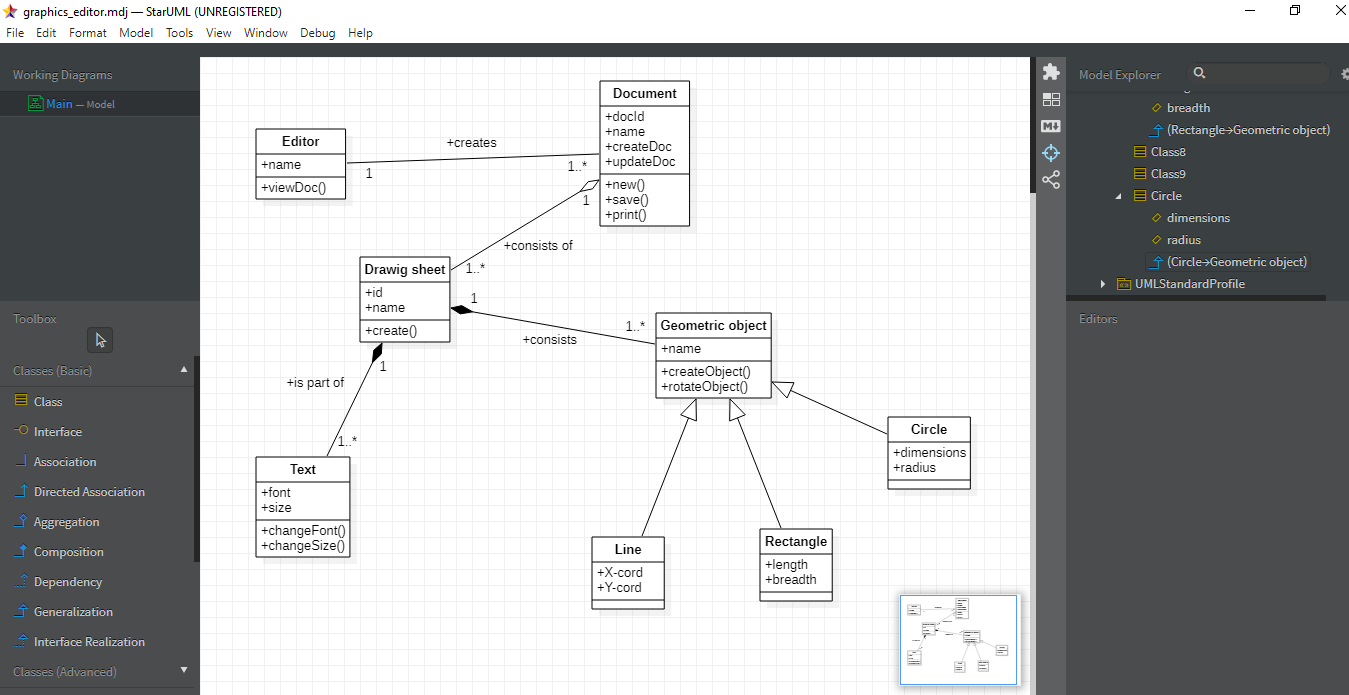 graphics_editor.mdj — StarUML (UNREGISTERED)
File Edit Format Model Tools View Window Debug Help
Working Diagrams
Main — Model
Toolbox
Classes (Basic)
Class
Interface
Association
Directed Association
Aggregation
Composition
Dependency
Generalization
Interface Realization
Classes (Advanced)
Editor
+name
+viewDoc()
+creates
1
1..*
Document
+docId
+name
+createDoc
+updateDoc
+new()
+save()
+print()
1
+consists of
1..*
Drawig sheet
+id
+name
+create()
1
+consists
1..*
Geometric object
+name
+createObject()
+rotateObject()
1
+is part of
1..*
Text
+font
+size
+changeFont()
+changeSize()
Circle
+dimensions
+radius
Line
+X-cord
+Y-cord
Rectangle
+length
+breadth
M
Model Explorer
breadth
(Rectangle→Geometric object)
Class8
Class9
Circle
dimensions
radius
(Circle→Geometric object)
UMLStandardProfile
Editors